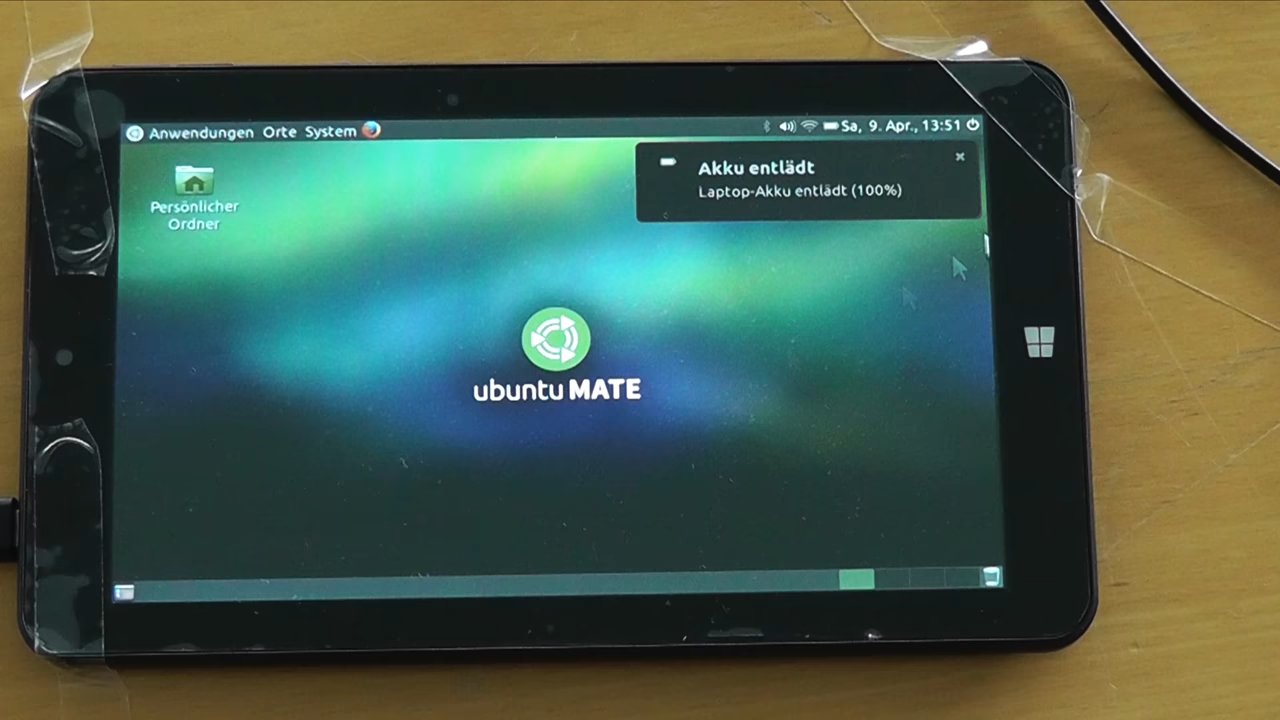 Anwendungen Orte System
Sa, 9. Apr., 13:51
Akku entlädt
Laptop-Akku entlädt (100%)
Persönlicher
Ordner
ubuntu MATE